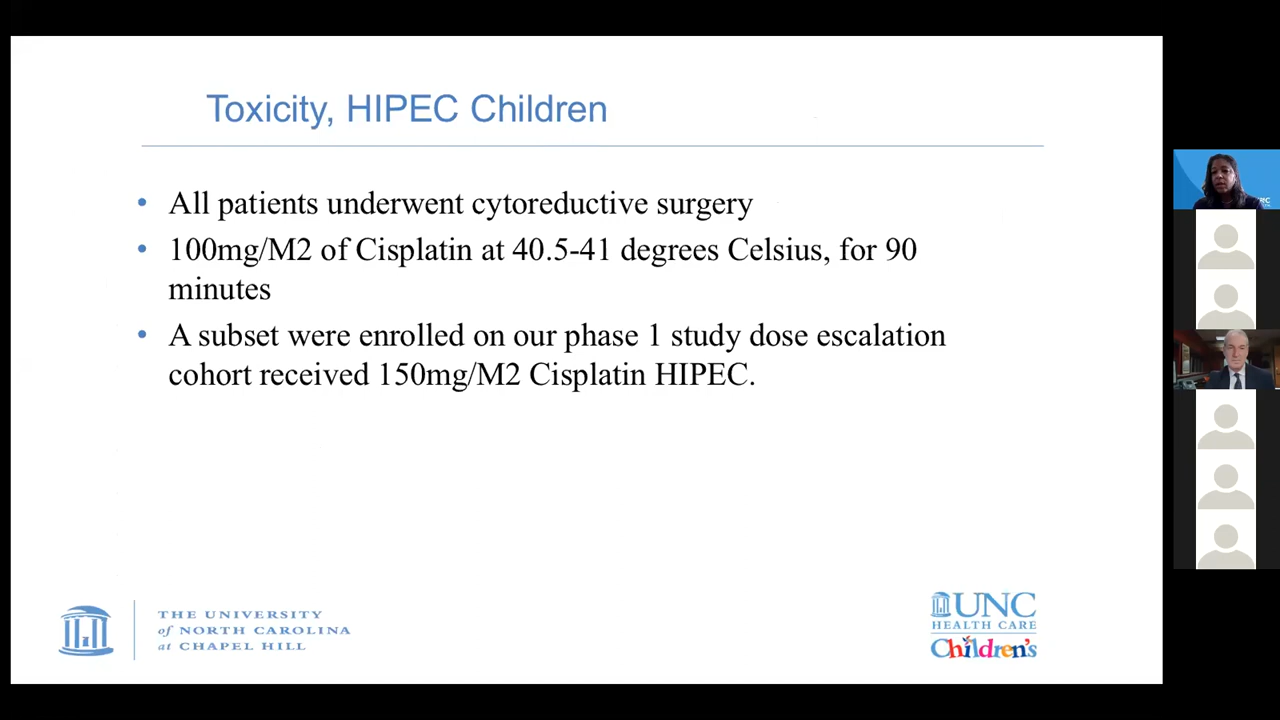 Toxicity, HIPEC Children
• All patients underwent cytoreductive surgery
• 100mg/M2 of Cisplatin at 40.5-41 degrees Celsius, for 90
minutes
• A subset were enrolled on our phase 1 study dose escalation
cohort received 150mg/M2 Cisplatin HIPEC.
THE UNIVERSITY
of NORTH CAROLINA
at CHAPEL HILL
UNC
HEALTH CARE
Children's